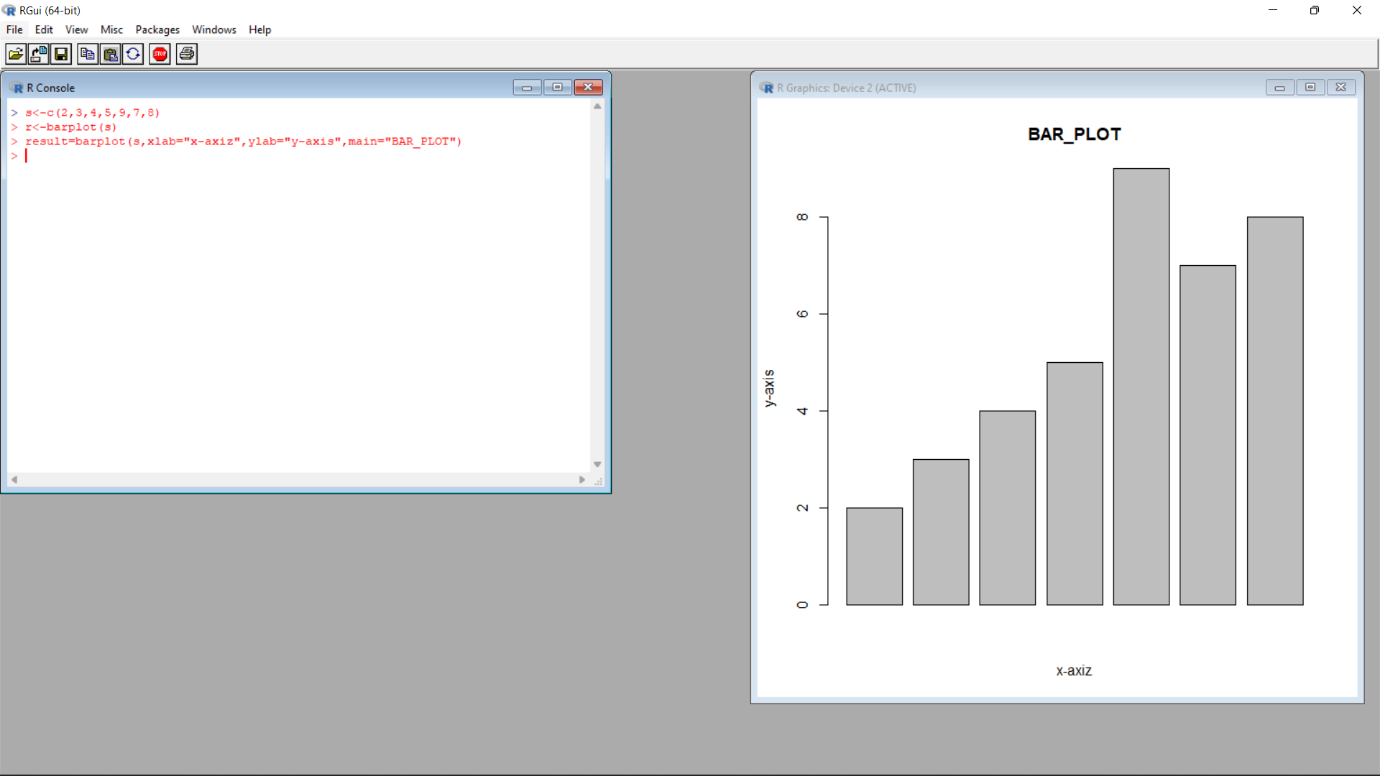 RGui (64-bit)
File Edit View Misc Packages Windows Help
STOP
R Console
> s<-c(2,3,4,5,9,7,8)
> r<-barplot(s)
> result=barplot(s,xlab="x-axiz",ylab="y-axis",main="BAR_PLOT")
>
R Graphics: Device 2 (ACTIVE)
BAR_PLOT
8
6
4
2
0
y-axis
x-axiz